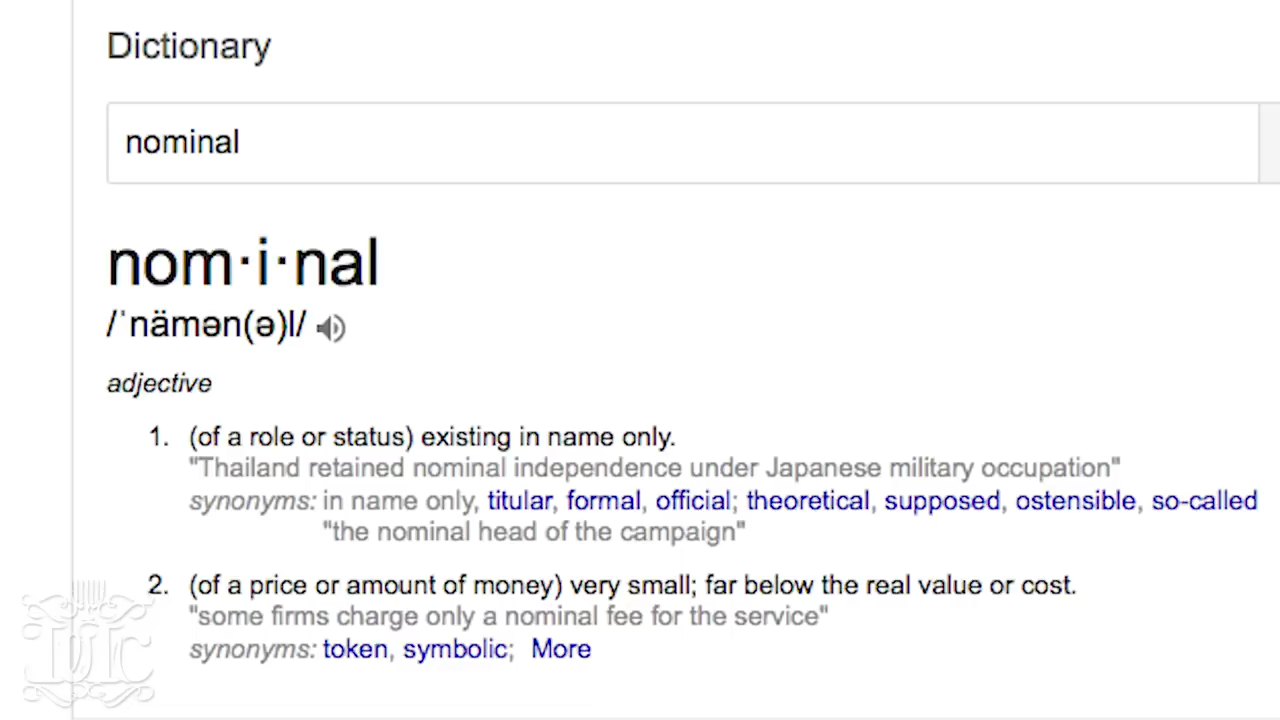 Dictionary
nominal
nom·i·nal
/ˈnämən(ə)l/
adjective
1. (of a role or status) existing in name only.
"Thailand retained nominal independence under Japanese military occupation"
synonyms: in name only, titular, formal, official; theoretical, supposed, ostensible, so-called
"the nominal head of the campaign"
2. (of a price or amount of money) very small; far below the real value or cost.
"some firms charge only a nominal fee for the service"
synonyms: token, symbolic; More